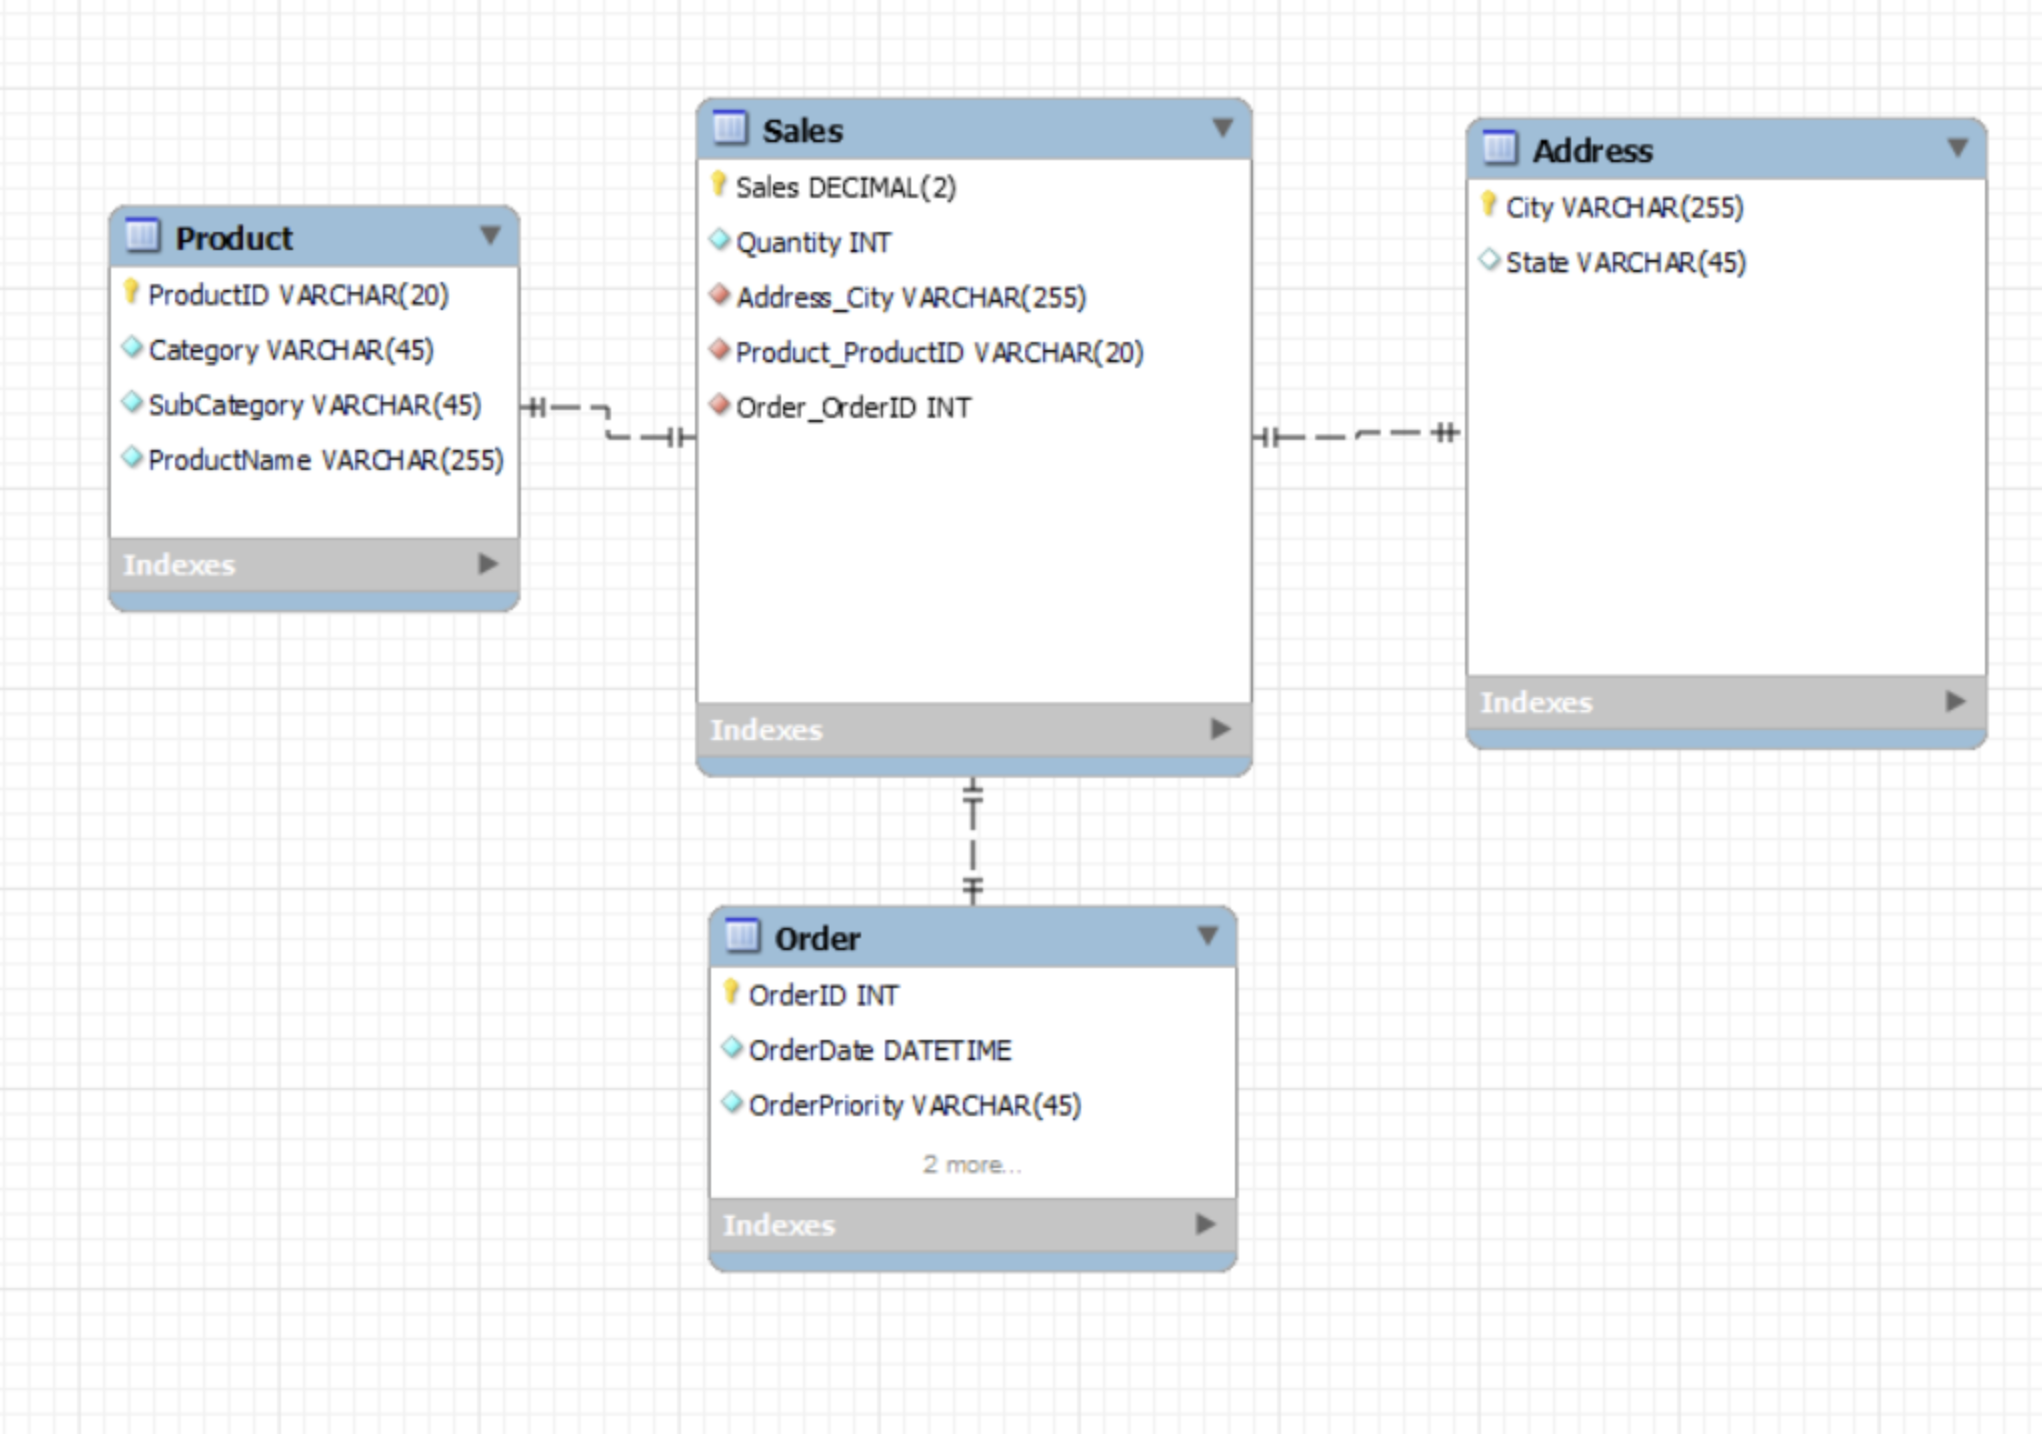 Product
ProductID VARCHAR(20)
Category VARCHAR(45)
SubCategory VARCHAR(45)
ProductName VARCHAR(255)
Indexes
Sales
Sales DECIMAL(2)
Quantity INT
Address_City VARCHAR(255)
Product_ProductID VARCHAR(20)
Order_OrderID INT
Indexes
Address
City VARCHAR(255)
State VARCHAR(45)
Indexes
Order
OrderID INT
OrderDate DATETIME
OrderPriority VARCHAR(45)
2 more...
Indexes